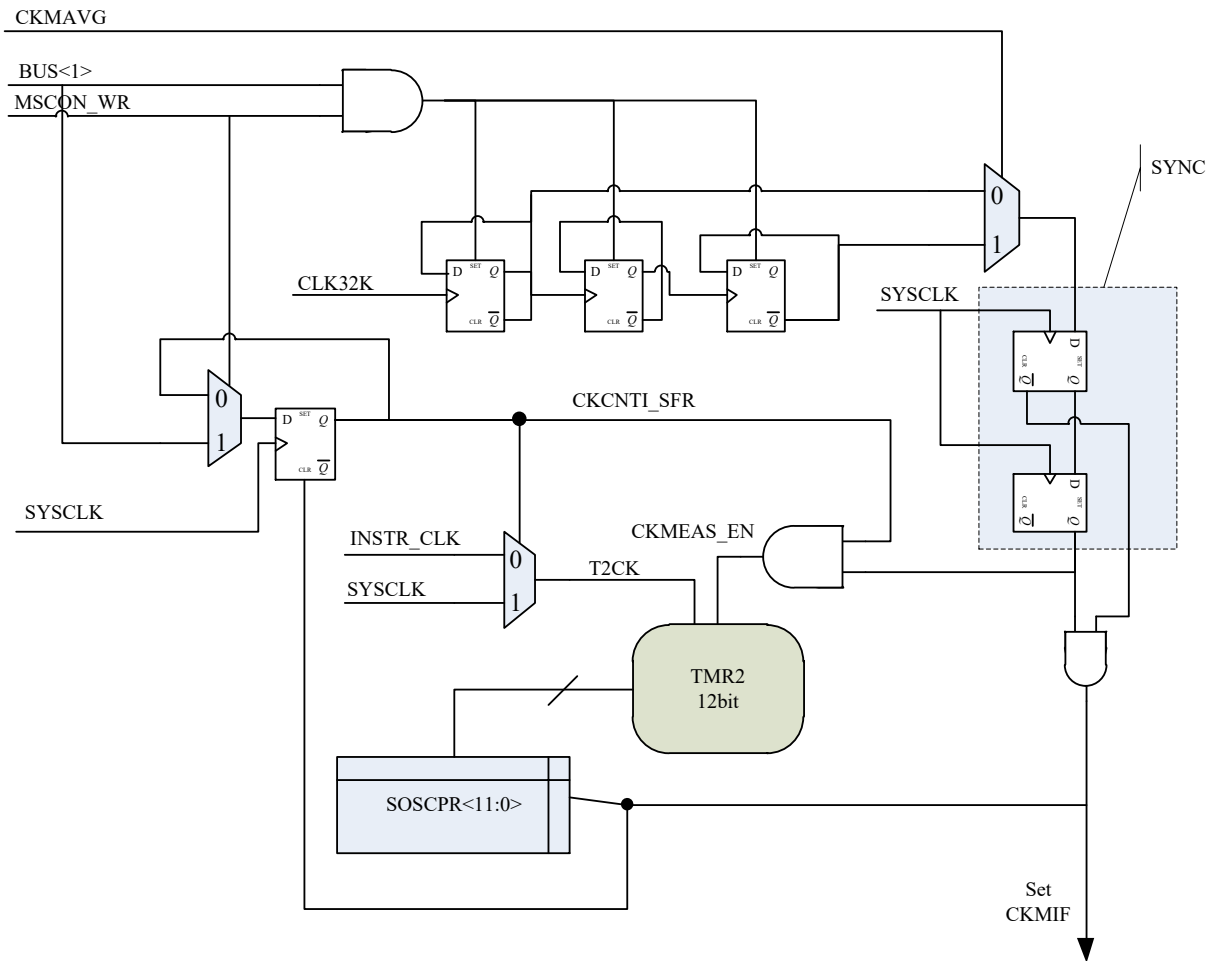 CKMAVG
BUS<1>
MSCON_WR
0
1
SYNC
D SET Q
CLR Q
D SET Q
CLR Q
D SET Q
CLR Q
CLK32K
SYSCLK
D
SET
CLR
Q Q
0
1
D SET Q
CLR Q
CKCNTI_SFR
D
SET
CLR
Q Q
SYSCLK
INSTR_CLK
0
SYSCLK
1
T2CK
CKMEAS_EN
TMR2
12bit
SOSCPR<11:0>
Set
CKMIF